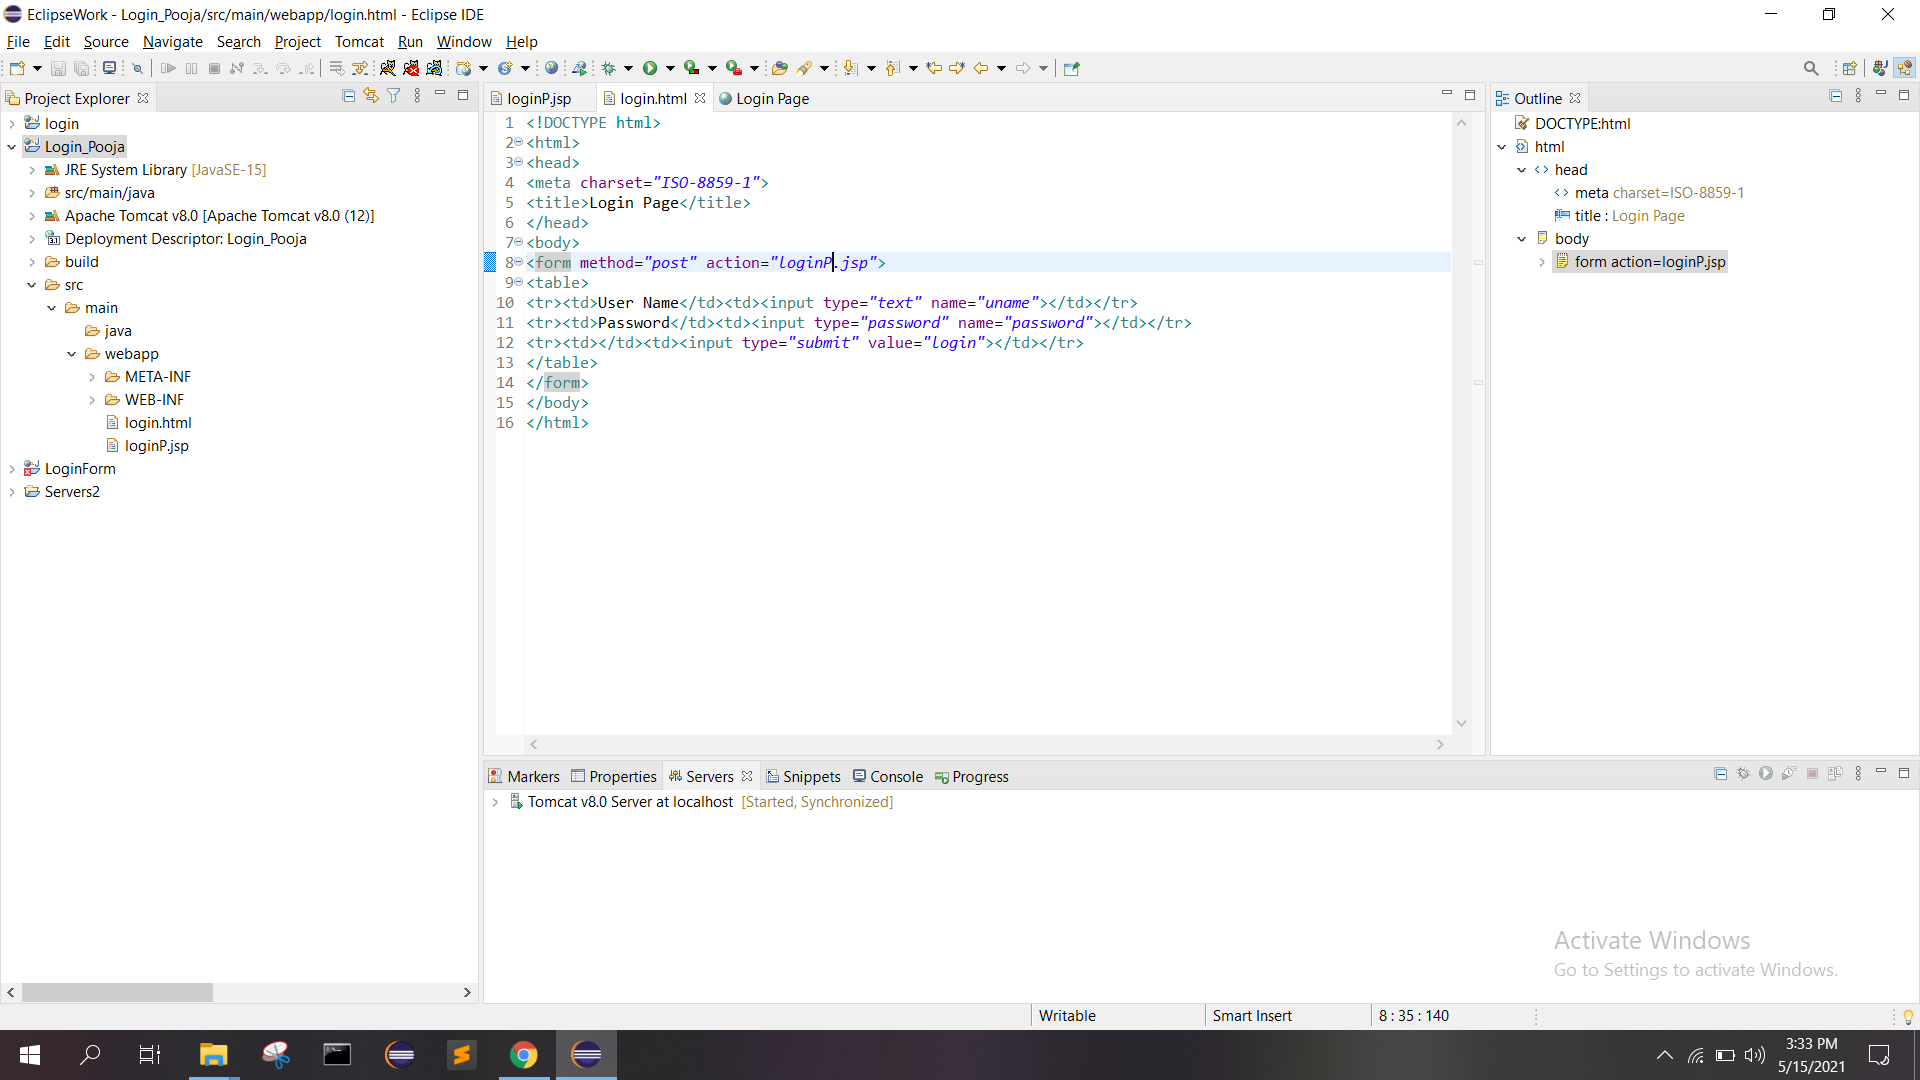 EclipseWork - Login_Pooja/src/main/webapp/login.html - Eclipse IDE
File Edit Source Navigate Search Project Tomcat Run Window Help
Project Explorer
login
Login_Pooja
JRE System Library [JavaSE-15]
src/main/java
Apache Tomcat v8.0 [Apache Tomcat v8.0 (12)]
Deployment Descriptor: Login_Pooja
build
src
main
java
webapp
META-INF
WEB-INF
login.html
loginP.jsp
LoginForm
Servers2
loginP.jsp login.html Login Page
1 <!DOCTYPE html>
2 <html>
3 <head>
4 <meta charset="ISO-8859-1">
5 <title>Login Page</title>
6 </head>
7 <body>
8 <form method="post" action="loginP.jsp">
9 <table>
10 <tr><td>User Name</td><td><input type="text" name="uname"></td></tr>
11 <tr><td>Password</td><td><input type="password" name="password"></td></tr>
12 <tr><td></td><td><input type="submit" value="login"></td></tr>
13 </table>
14 </form>
15 </body>
16 </html>
Outline
DOCTYPE:html
html
head
meta charset=ISO-8859-1
title : Login Page
body
form action=loginP.jsp
Markers Properties Servers Snippets Console Progress
Tomcat v8.0 Server at localhost [Started, Synchronized]
Activate Windows
Go to Settings to activate Windows.
Writable Smart Insert 8 : 35 : 140
3:33 PM
5/15/2021